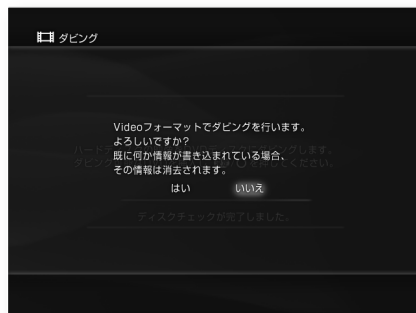 ダビング
Videoフォーマットでダビングを行います。
よろしいですか?
既に何か情報が書き込まれている場合、
その情報は消去されます。
はい
いいえ
ディスクチェックが完了しました。